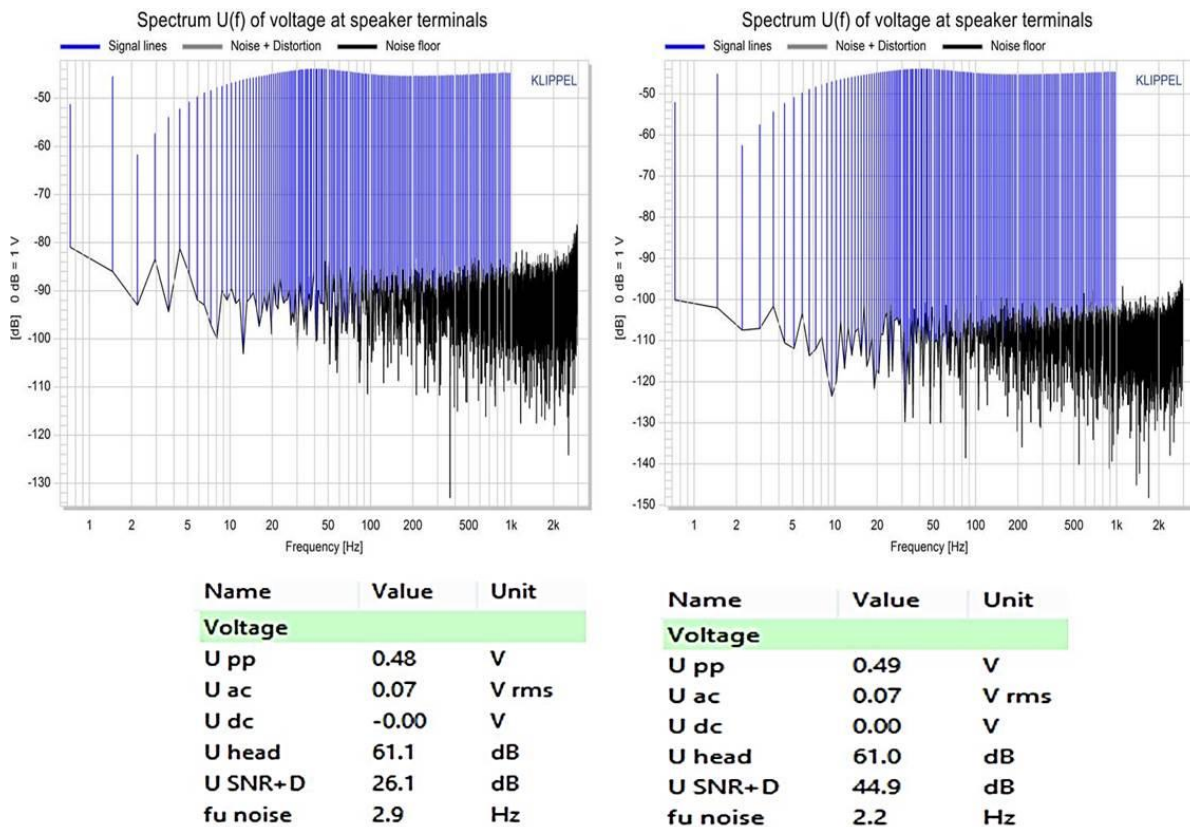 Spectrum U(f) of voltage at speaker terminals
Signal lines Noise + Distortion Noise floor
KLIPPEL
-50
-60
-70
-80
-90
-100
-110
-120
-130
[dB] 0 dB = 1 V
1 2 5 10 20 50 100 200 500 1k 2k
Frequency [Hz]
Spectrum U(f) of voltage at speaker terminals
Signal lines Noise + Distortion Noise floor
KLIPPEL
-50
-60
-70
-80
-90
-100
-110
-120
-130
-140
-150
[dB] 0 dB = 1 V
1 2 5 10 20 50 100 200 500 1k 2k
Frequency [Hz]
Name Value Unit
Voltage
U pp 0.48 V
U ac 0.07 V rms
U dc -0.00 V
U head 61.1 dB
U SNR+D 26.1 dB
fu noise 2.9 Hz
Name Value Unit
Voltage
U pp 0.49 V
U ac 0.07 V rms
U dc 0.00 V
U head 61.0 dB
U SNR+D 44.9 dB
fu noise 2.2 Hz